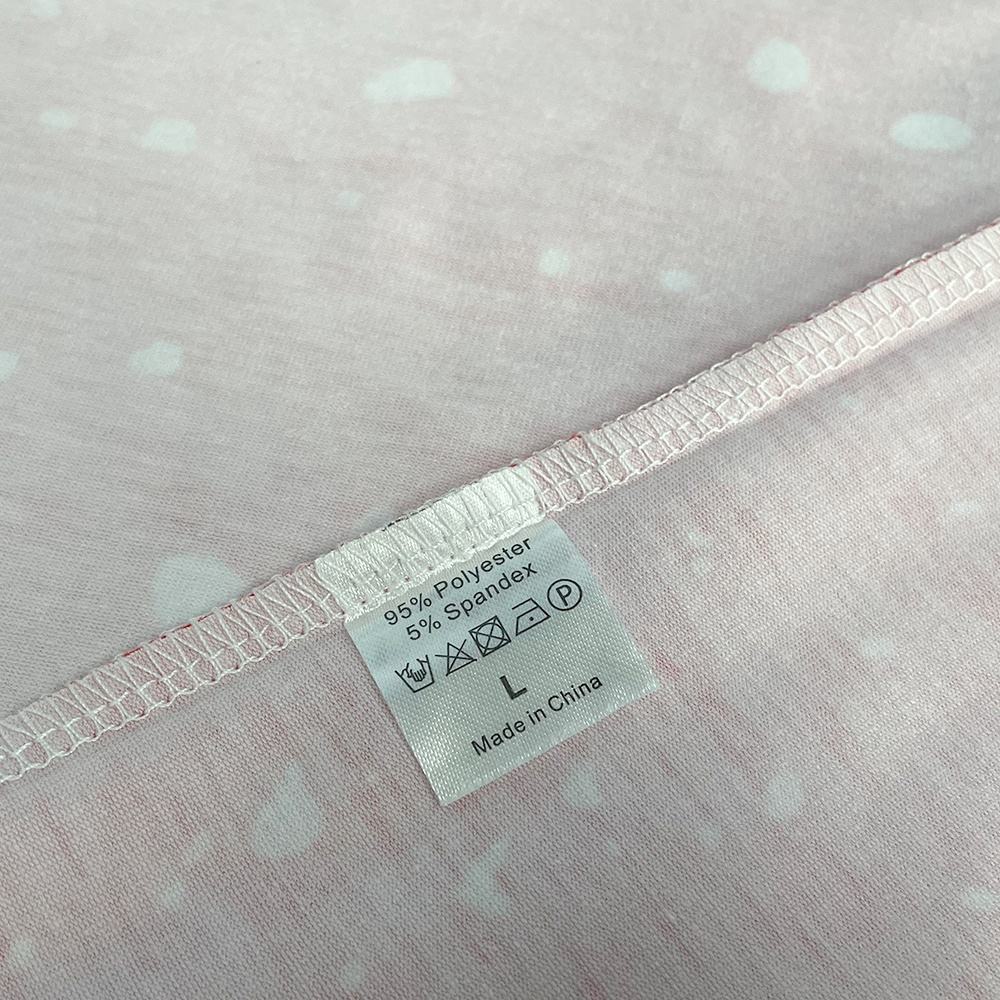 95% Polyester
5% Spandex
P
L
Made in China